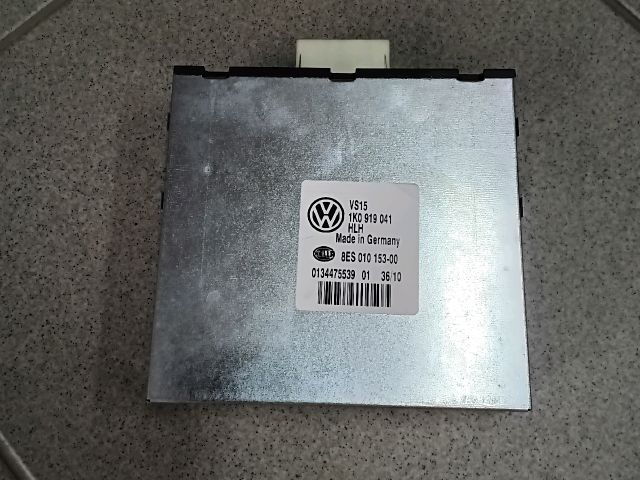 VS15
1K0 919 041
HLH
Made in Germany
8ES 010 153-00
0134475539 01 36/10